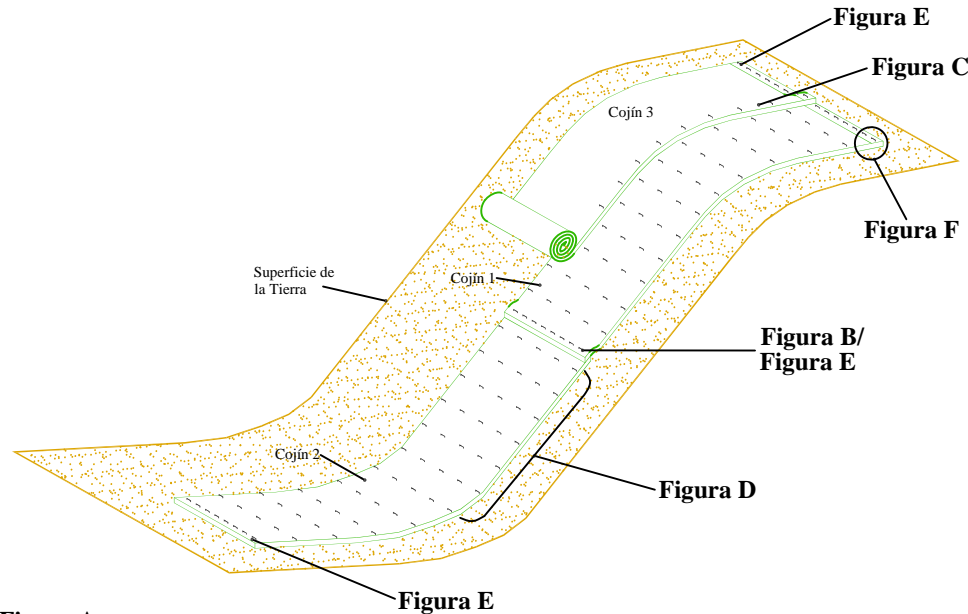 Figura E
Figura C
Cojín 3
Figura F
Superficie de
la Tierra
Cojín 1
Figura B/
Figura E
Cojín 2
Figura D
Figura E